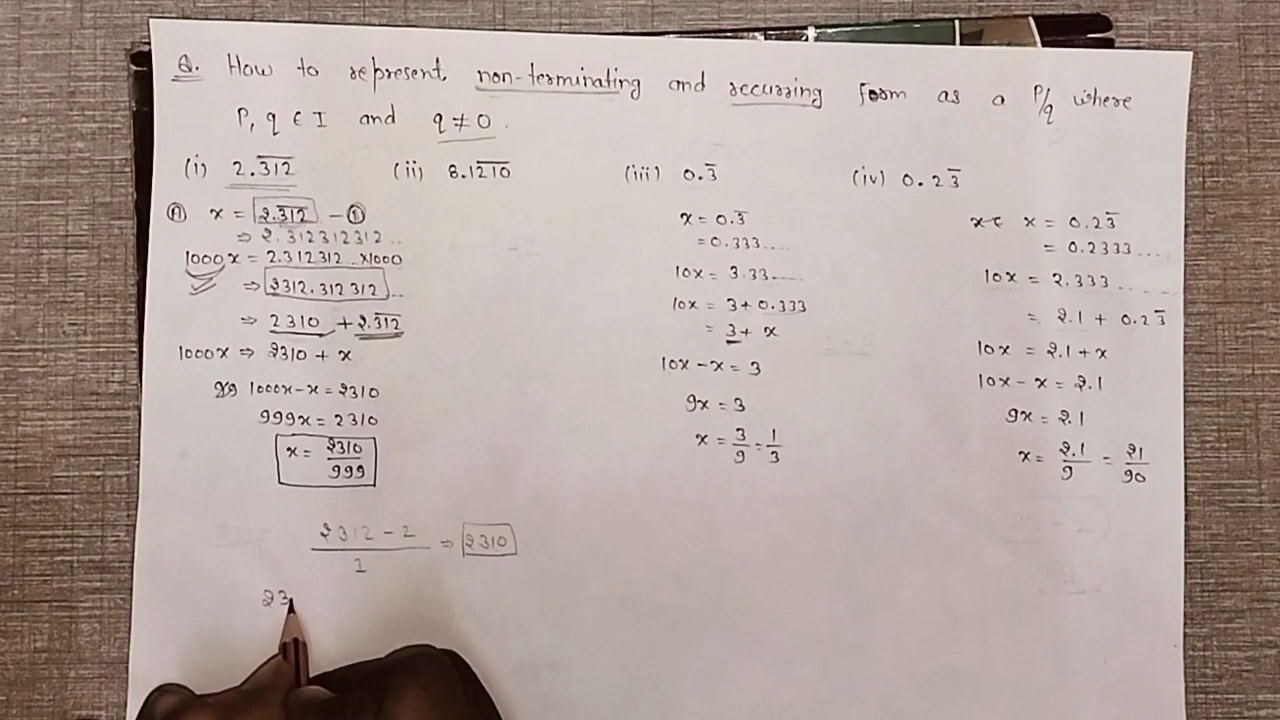 Q. How to represent non-terminating and recurring form as a P/q where
P, q ∈ I and q ≠ 0.
(i) 2.3̅1̅2̅ (ii) 8.12̅1̅0̅ (iii) 0.3̅ (iv) 0.23̅
A x = 2.3̅1̅2̅ – ①
⇒ 2.312312312..
1000x = 2.312312..×1000
⇒ 2312.312312..
⇒ 2310 + 2.3̅1̅2̅
1000x ⇒ 2310 + x
99 1000x - x = 2310
999x = 2310
x = 2310/999
2312 - 2 / 1 ⇒ 2310
23
x = 0.3̅
= 0.333....
10x = 3.33.....
10x = 3 + 0.333
= 3 + x
10x - x = 3
9x = 3
x = 3/9 = 1/3
x = 0.23̅
= 0.2333....
10x = 2.333.....
= 2.1 + 0.23̅
10x = 2.1 + x
10x - x = 2.1
9x = 2.1
x = 2.1/9 = 21/90